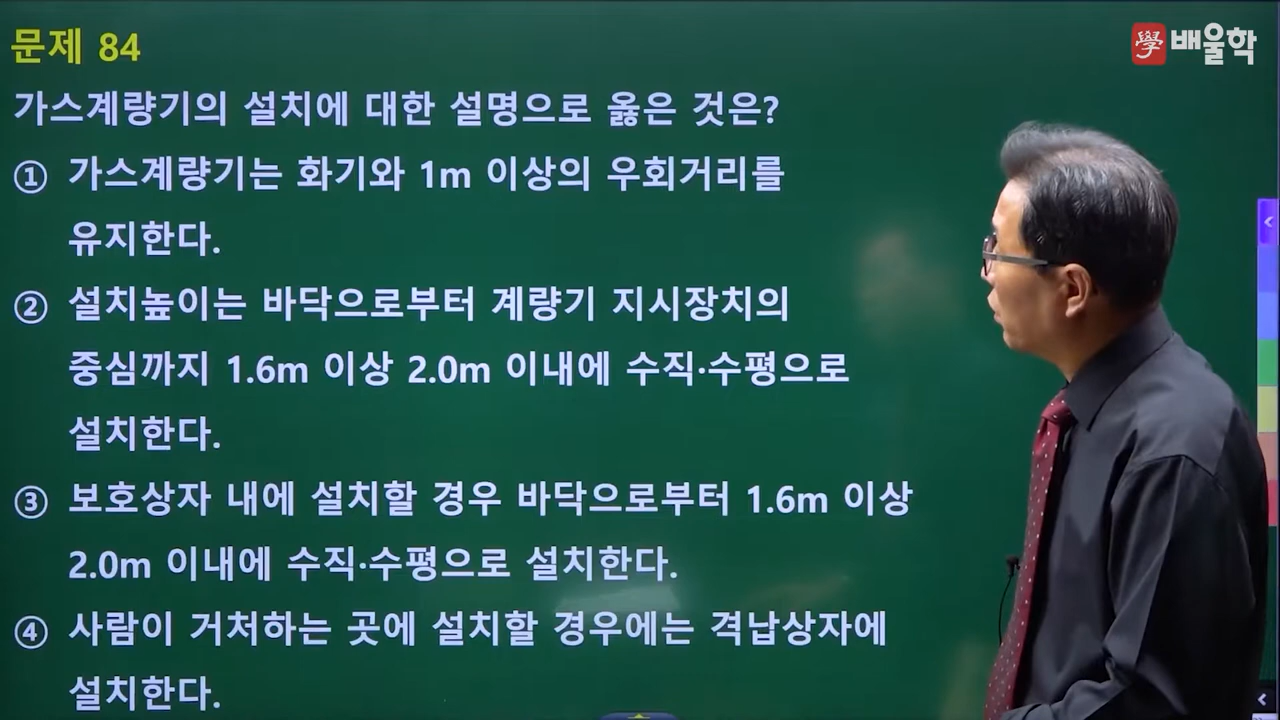 문제 84
學 배울학
가스계량기의 설치에 대한 설명으로 옳은 것은?
① 가스계량기는 화기와 1m 이상의 우회거리를
유지한다.
② 설치높이는 바닥으로부터 계량기 지시장치의
중심까지 1.6m 이상 2.0m 이내에 수직·수평으로
설치한다.
③ 보호상자 내에 설치할 경우 바닥으로부터 1.6m 이상
2.0m 이내에 수직·수평으로 설치한다.
④ 사람이 거처하는 곳에 설치할 경우에는 격납상자에
설치한다.